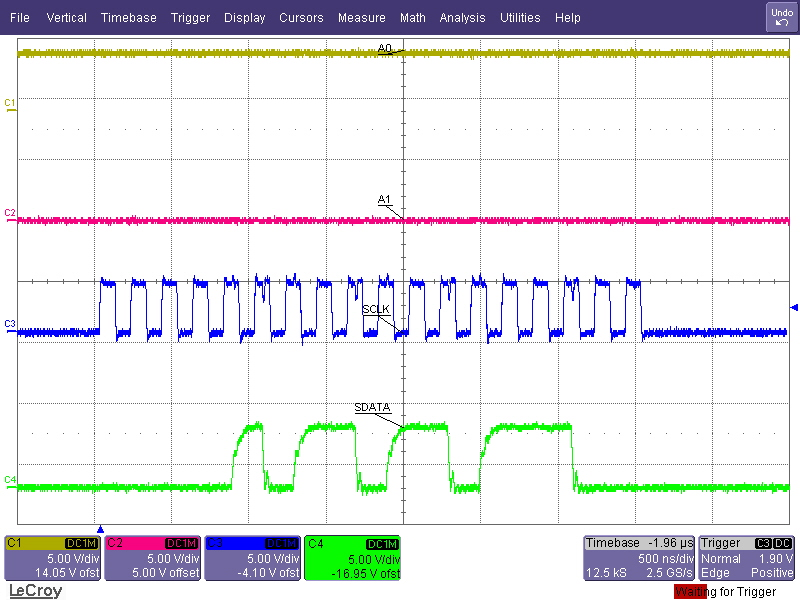 File Vertical Timebase Trigger Display Cursors Measure Math Analysis Utilities Help Undo
A0
C1
A1
C2
SCLK
C3
SDATA
C4
C1 DC1M
5.00 V/div
14.05 V ofst
C2 DC1M
5.00 V/div
5.00 V offset
C3 DC1M
5.00 V/div
-4.10 V ofst
C4 DC1M
5.00 V/div
-16.95 V ofst
Timebase -1.96 µs
500 ns/div
12.5 kS 2.5 GS/s
Trigger C3 DC
Normal 1.90 V
Edge Positive
LeCroy
Waiting for Trigger